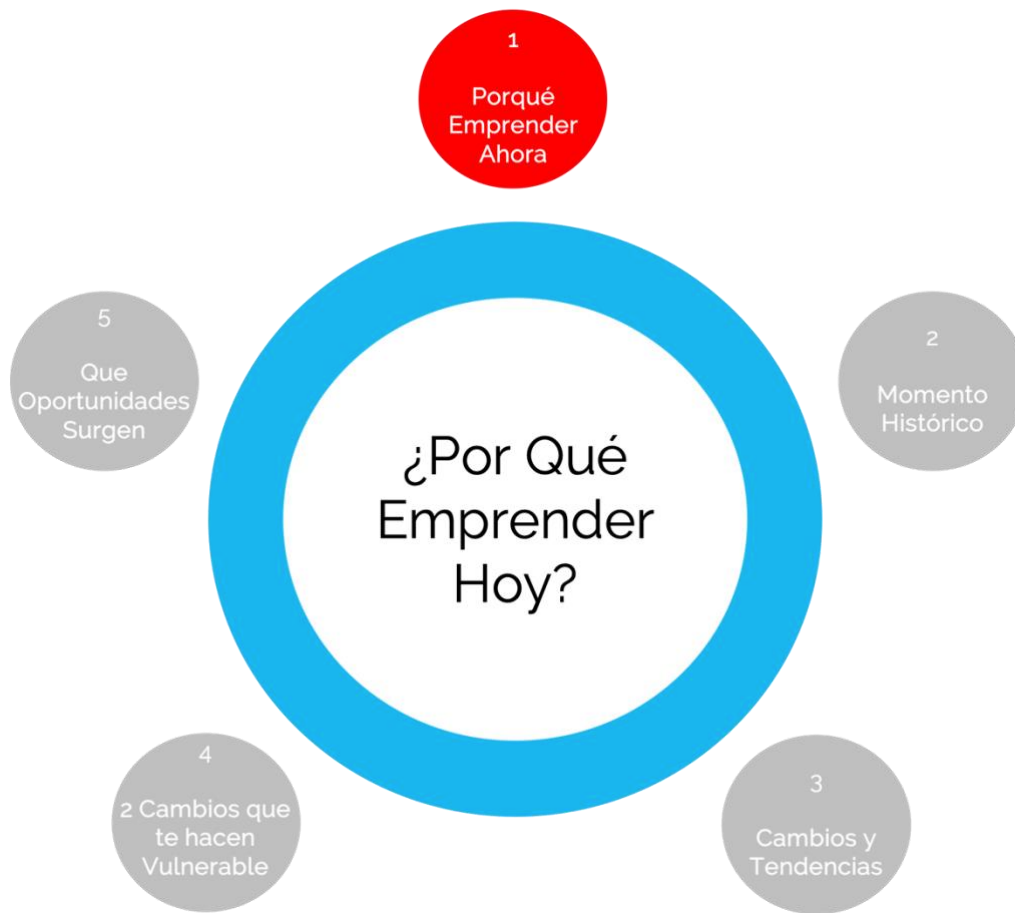 1
Porqué
Emprender
Ahora
5
Que
Oportunidades
Surgen
2
Momento
Histórico
¿Por Qué
Emprender
Hoy?
4
2 Cambios que
te hacen
Vulnerable
3
Cambios y
Tendencias